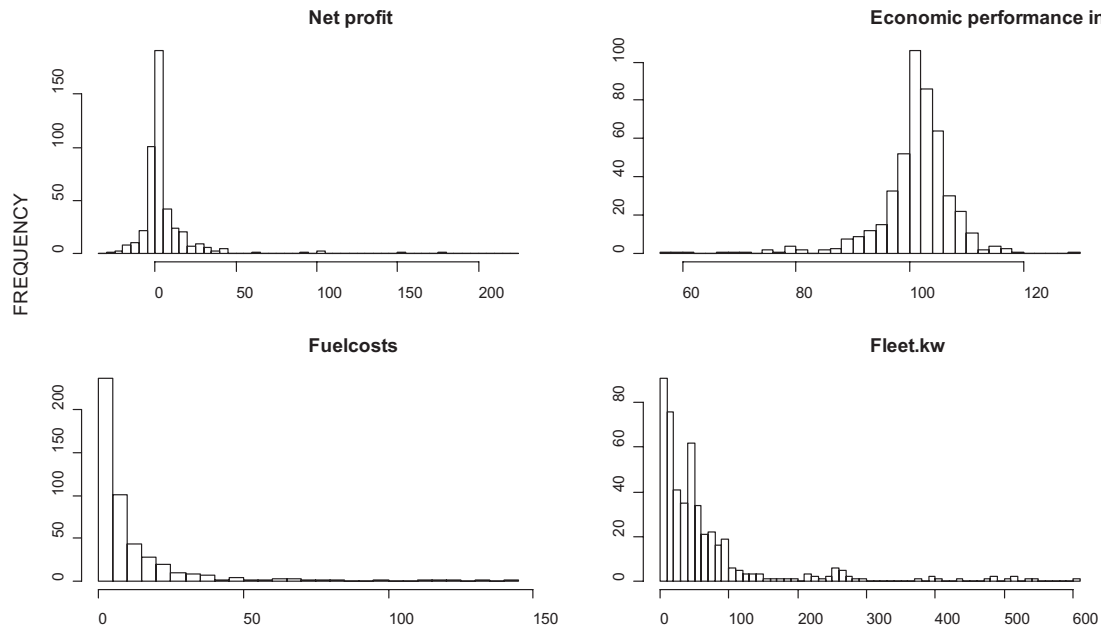 Net profit
Economic performance in
FREQUENCY
0 50 100 150
0 50 100 150 200
0 20 40 60 80 100
60 80 100 120
Fuelcosts
Fleet.kw
0 50 100 150 200
0 50 100 150
0 20 40 60 80
0 100 200 300 400 500 600